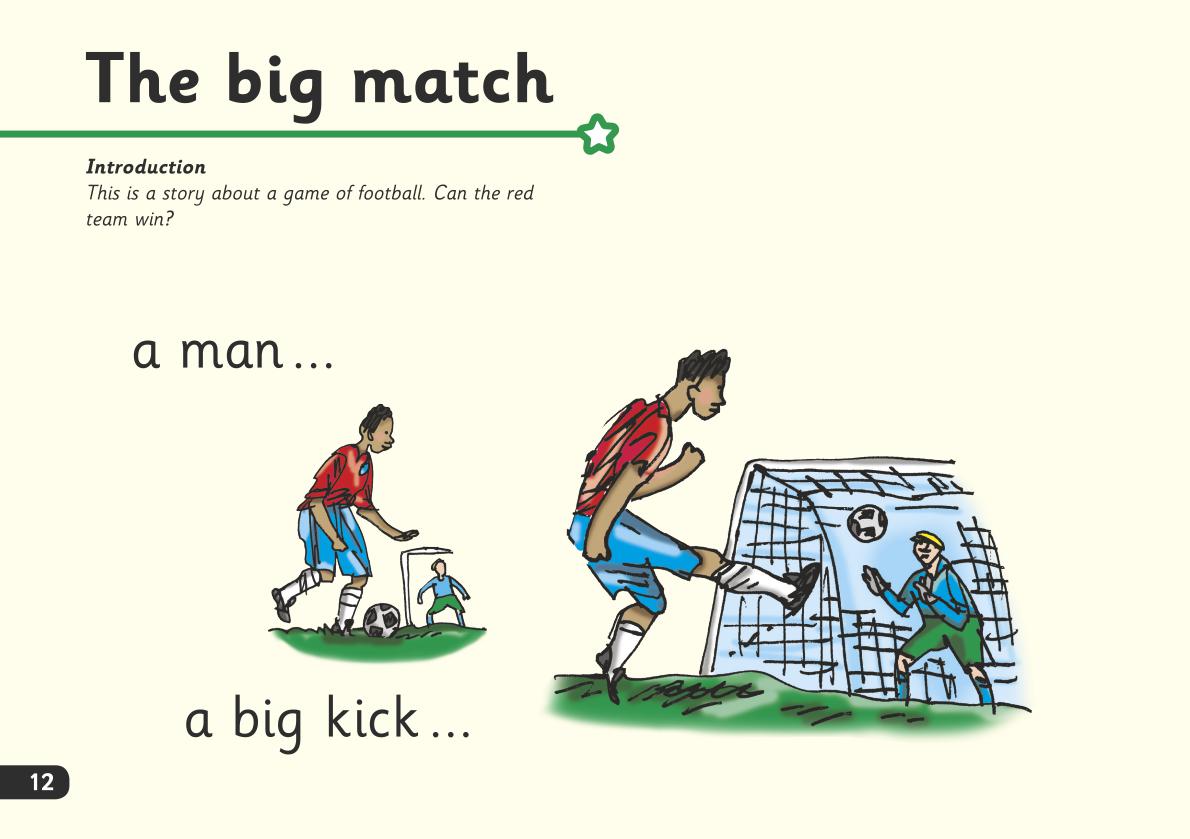 The big match
Introduction
This is a story about a game of football. Can the red
team win?
a man...
a big kick...
12